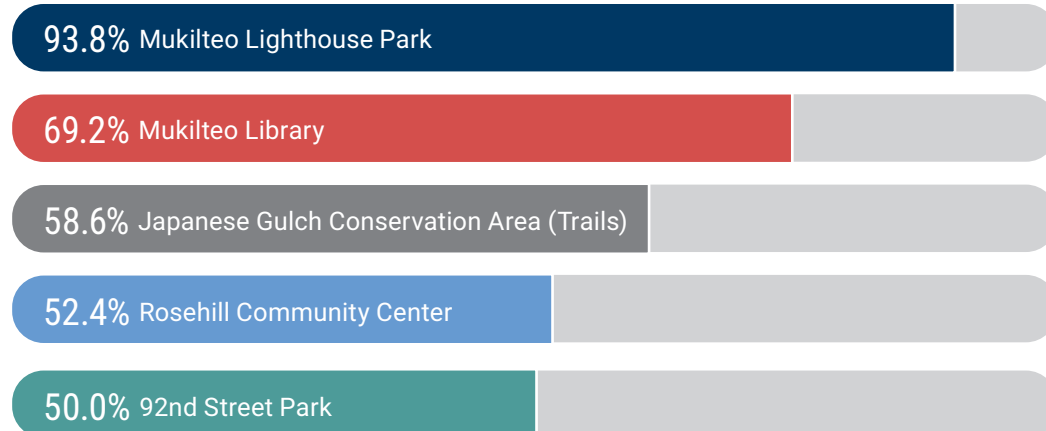 93.8% Mukilteo Lighthouse Park
69.2% Mukilteo Library
58.6% Japanese Gulch Conservation Area (Trails)
52.4% Rosehill Community Center
50.0% 92nd Street Park